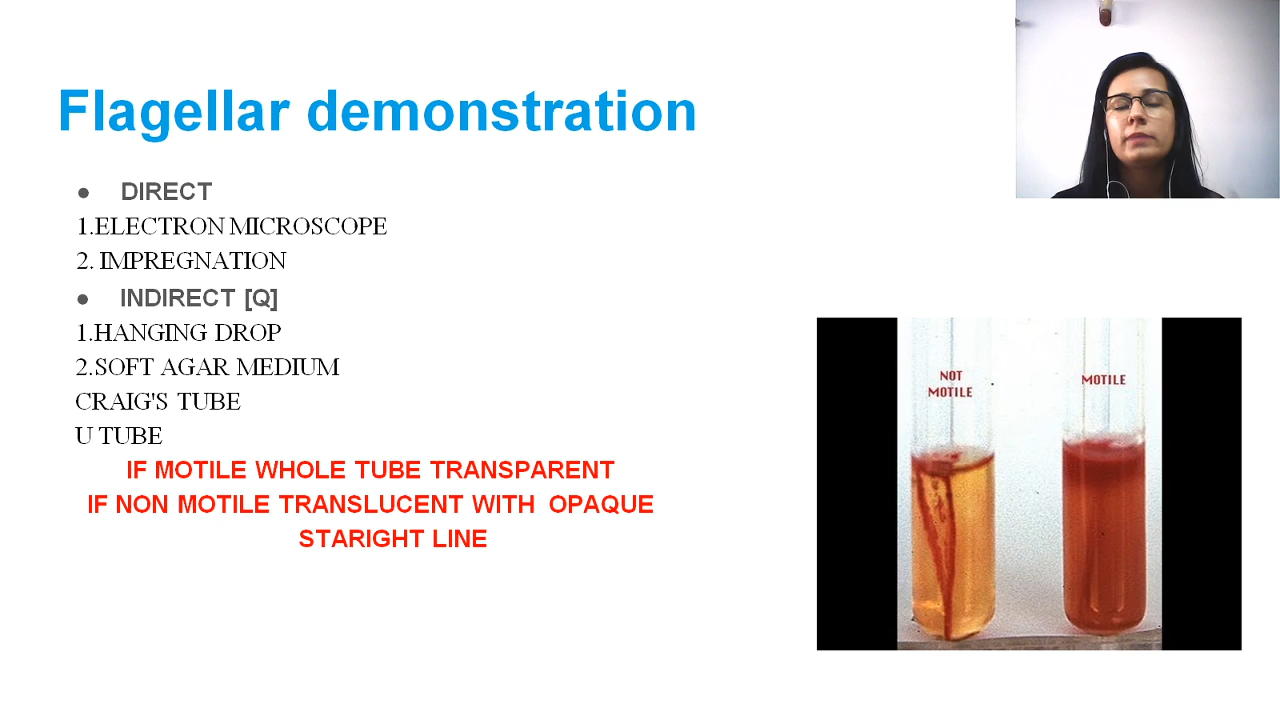 Flagellar demonstration
● DIRECT
1.ELECTRON MICROSCOPE
2. IMPREGNATION
● INDIRECT [Q]
1.HANGING DROP
2.SOFT AGAR MEDIUM
CRAIG'S TUBE
U TUBE
IF MOTILE WHOLE TUBE TRANSPARENT
IF NON MOTILE TRANSLUCENT WITH OPAQUE
STARIGHT LINE
NOT
MOTILE
MOTILE